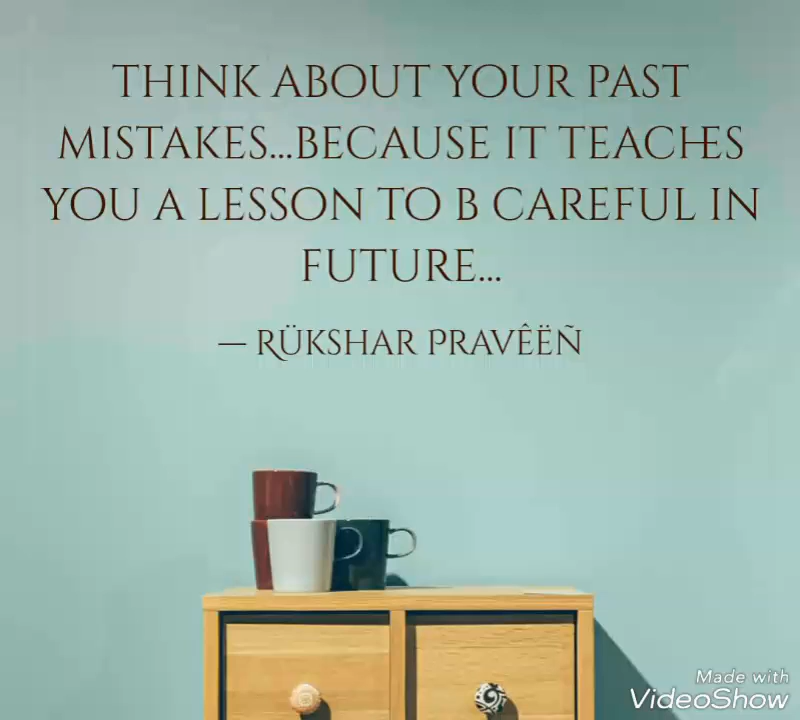 THINK ABOUT YOUR PAST
MISTAKES...BECAUSE IT TEACHES
YOU A LESSON TO B CAREFUL IN
FUTURE...
— RÜKSHAR PRAVÊËÑ
Made with
VideoShow